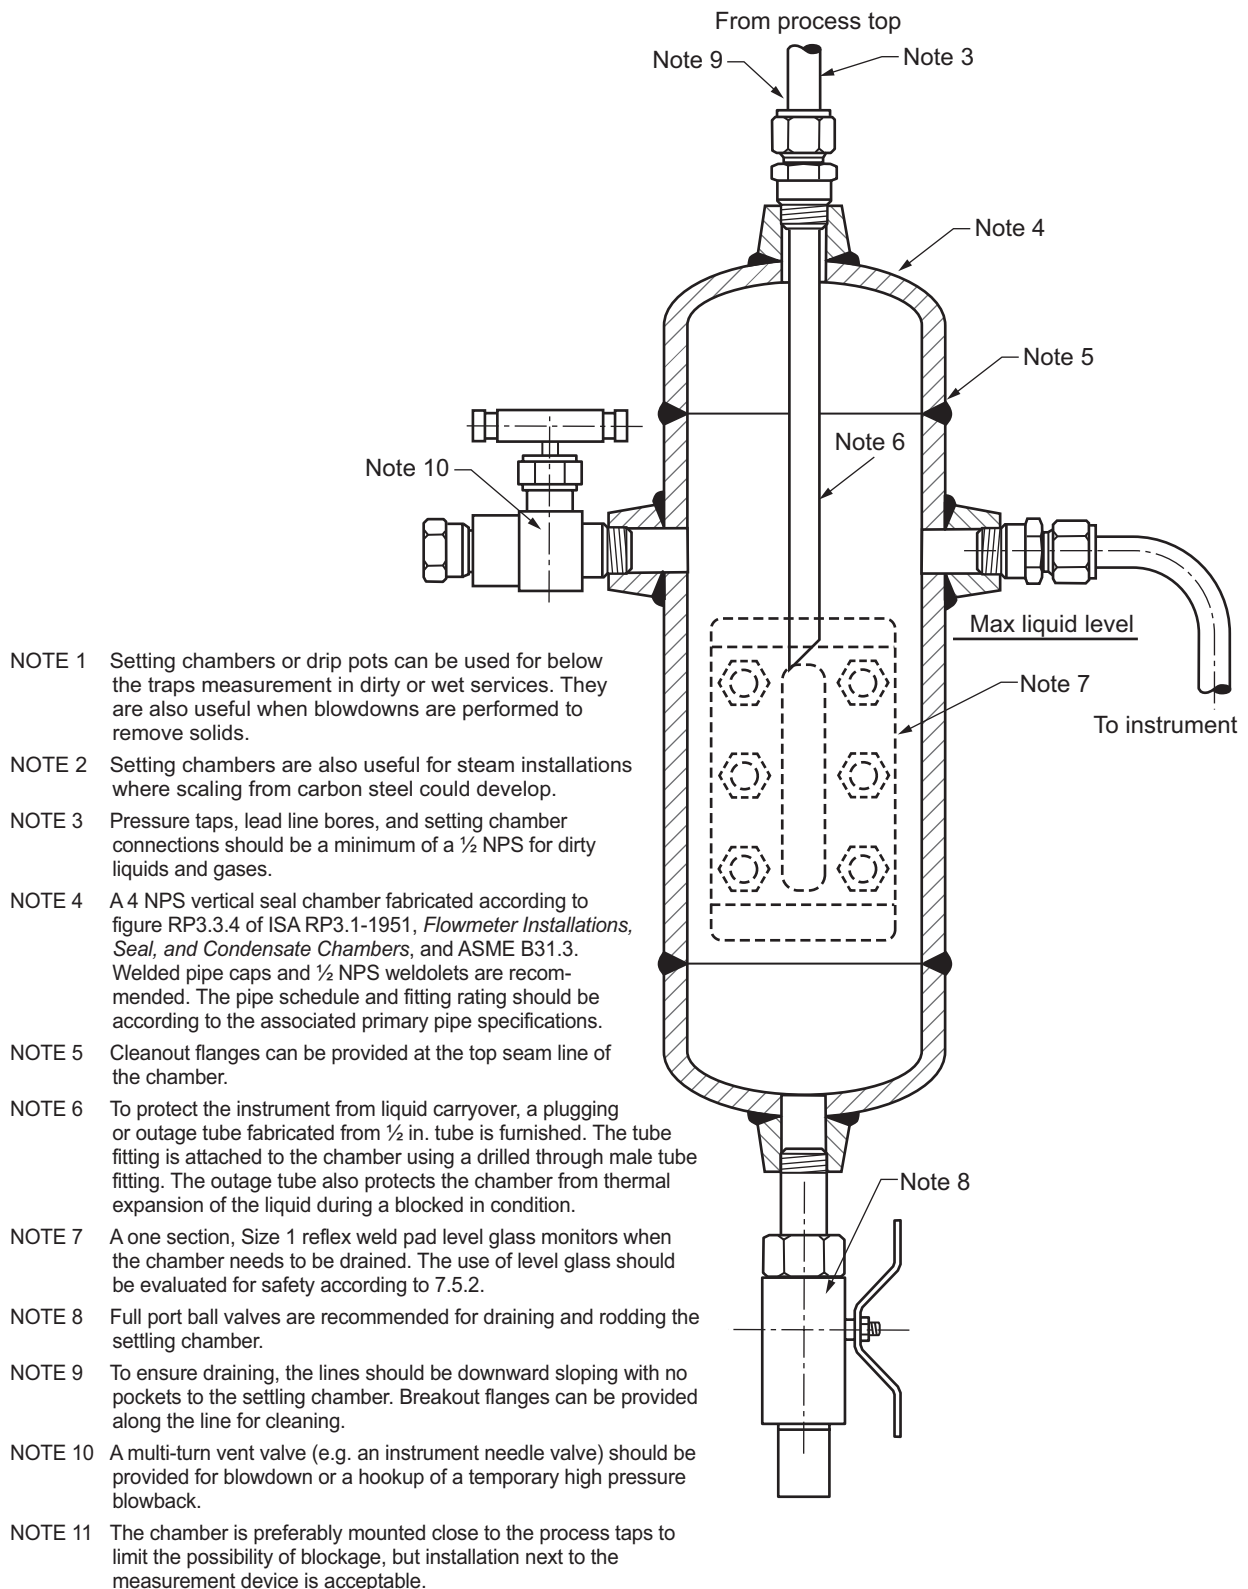 From process top
Note 9
Note 3
Note 4
Note 5
Note 6
Note 10
Max liquid level
Note 7
To instrument
Note 8
NOTE 1 Setting chambers or drip pots can be used for below
the traps measurement in dirty or wet services. They
are also useful when blowdowns are performed to
remove solids.
NOTE 2 Setting chambers are also useful for steam installations
where scaling from carbon steel could develop.
NOTE 3 Pressure taps, lead line bores, and setting chamber
connections should be a minimum of a ½ NPS for dirty
liquids and gases.
NOTE 4 A 4 NPS vertical seal chamber fabricated according to
figure RP3.3.4 of ISA RP3.1-1951, Flowmeter Installations,
Seal, and Condensate Chambers, and ASME B31.3.
Welded pipe caps and ½ NPS weldolets are recom-
mended. The pipe schedule and fitting rating should be
according to the associated primary pipe specifications.
NOTE 5 Cleanout flanges can be provided at the top seam line of
the chamber.
NOTE 6 To protect the instrument from liquid carryover, a plugging
or outage tube fabricated from ½ in. tube is furnished. The tube
fitting is attached to the chamber using a drilled through male tube
fitting. The outage tube also protects the chamber from thermal
expansion of the liquid during a blocked in condition.
NOTE 7 A one section, Size 1 reflex weld pad level glass monitors when
the chamber needs to be drained. The use of level glass should
be evaluated for safety according to 7.5.2.
NOTE 8 Full port ball valves are recommended for draining and rodding the
settling chamber.
NOTE 9 To ensure draining, the lines should be downward sloping with no
pockets to the settling chamber. Breakout flanges can be provided
along the line for cleaning.
NOTE 10 A multi-turn vent valve (e.g. an instrument needle valve) should be
provided for blowdown or a hookup of a temporary high pressure
blowback.
NOTE 11 The chamber is preferably mounted close to the process taps to
limit the possibility of blockage, but installation next to the
measurement device is acceptable.